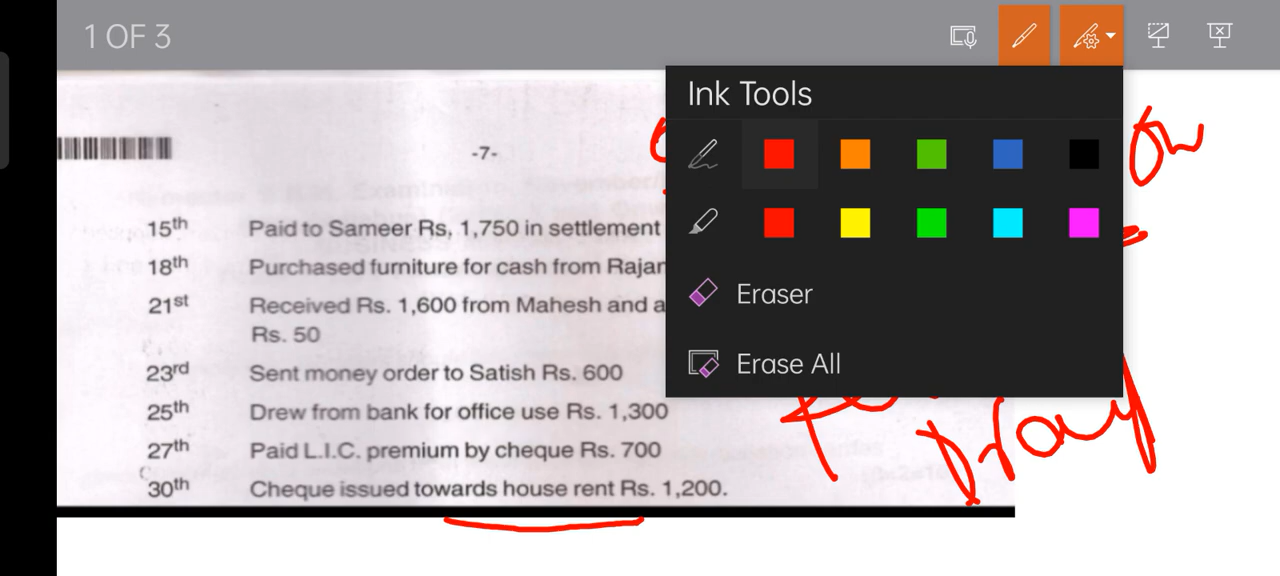 1 OF 3
Ink Tools
Eraser
Erase All
-7-
15th Paid to Sameer Rs. 1,750 in settlement
18th Purchased furniture for cash from Rajan
21st Received Rs. 1,600 from Mahesh and a
Rs. 50
23rd Sent money order to Satish Rs. 600
25th Drew from bank for office use Rs. 1,300
27th Paid L.I.C. premium by cheque Rs. 700
30th Cheque issued towards house rent Rs. 1,200.